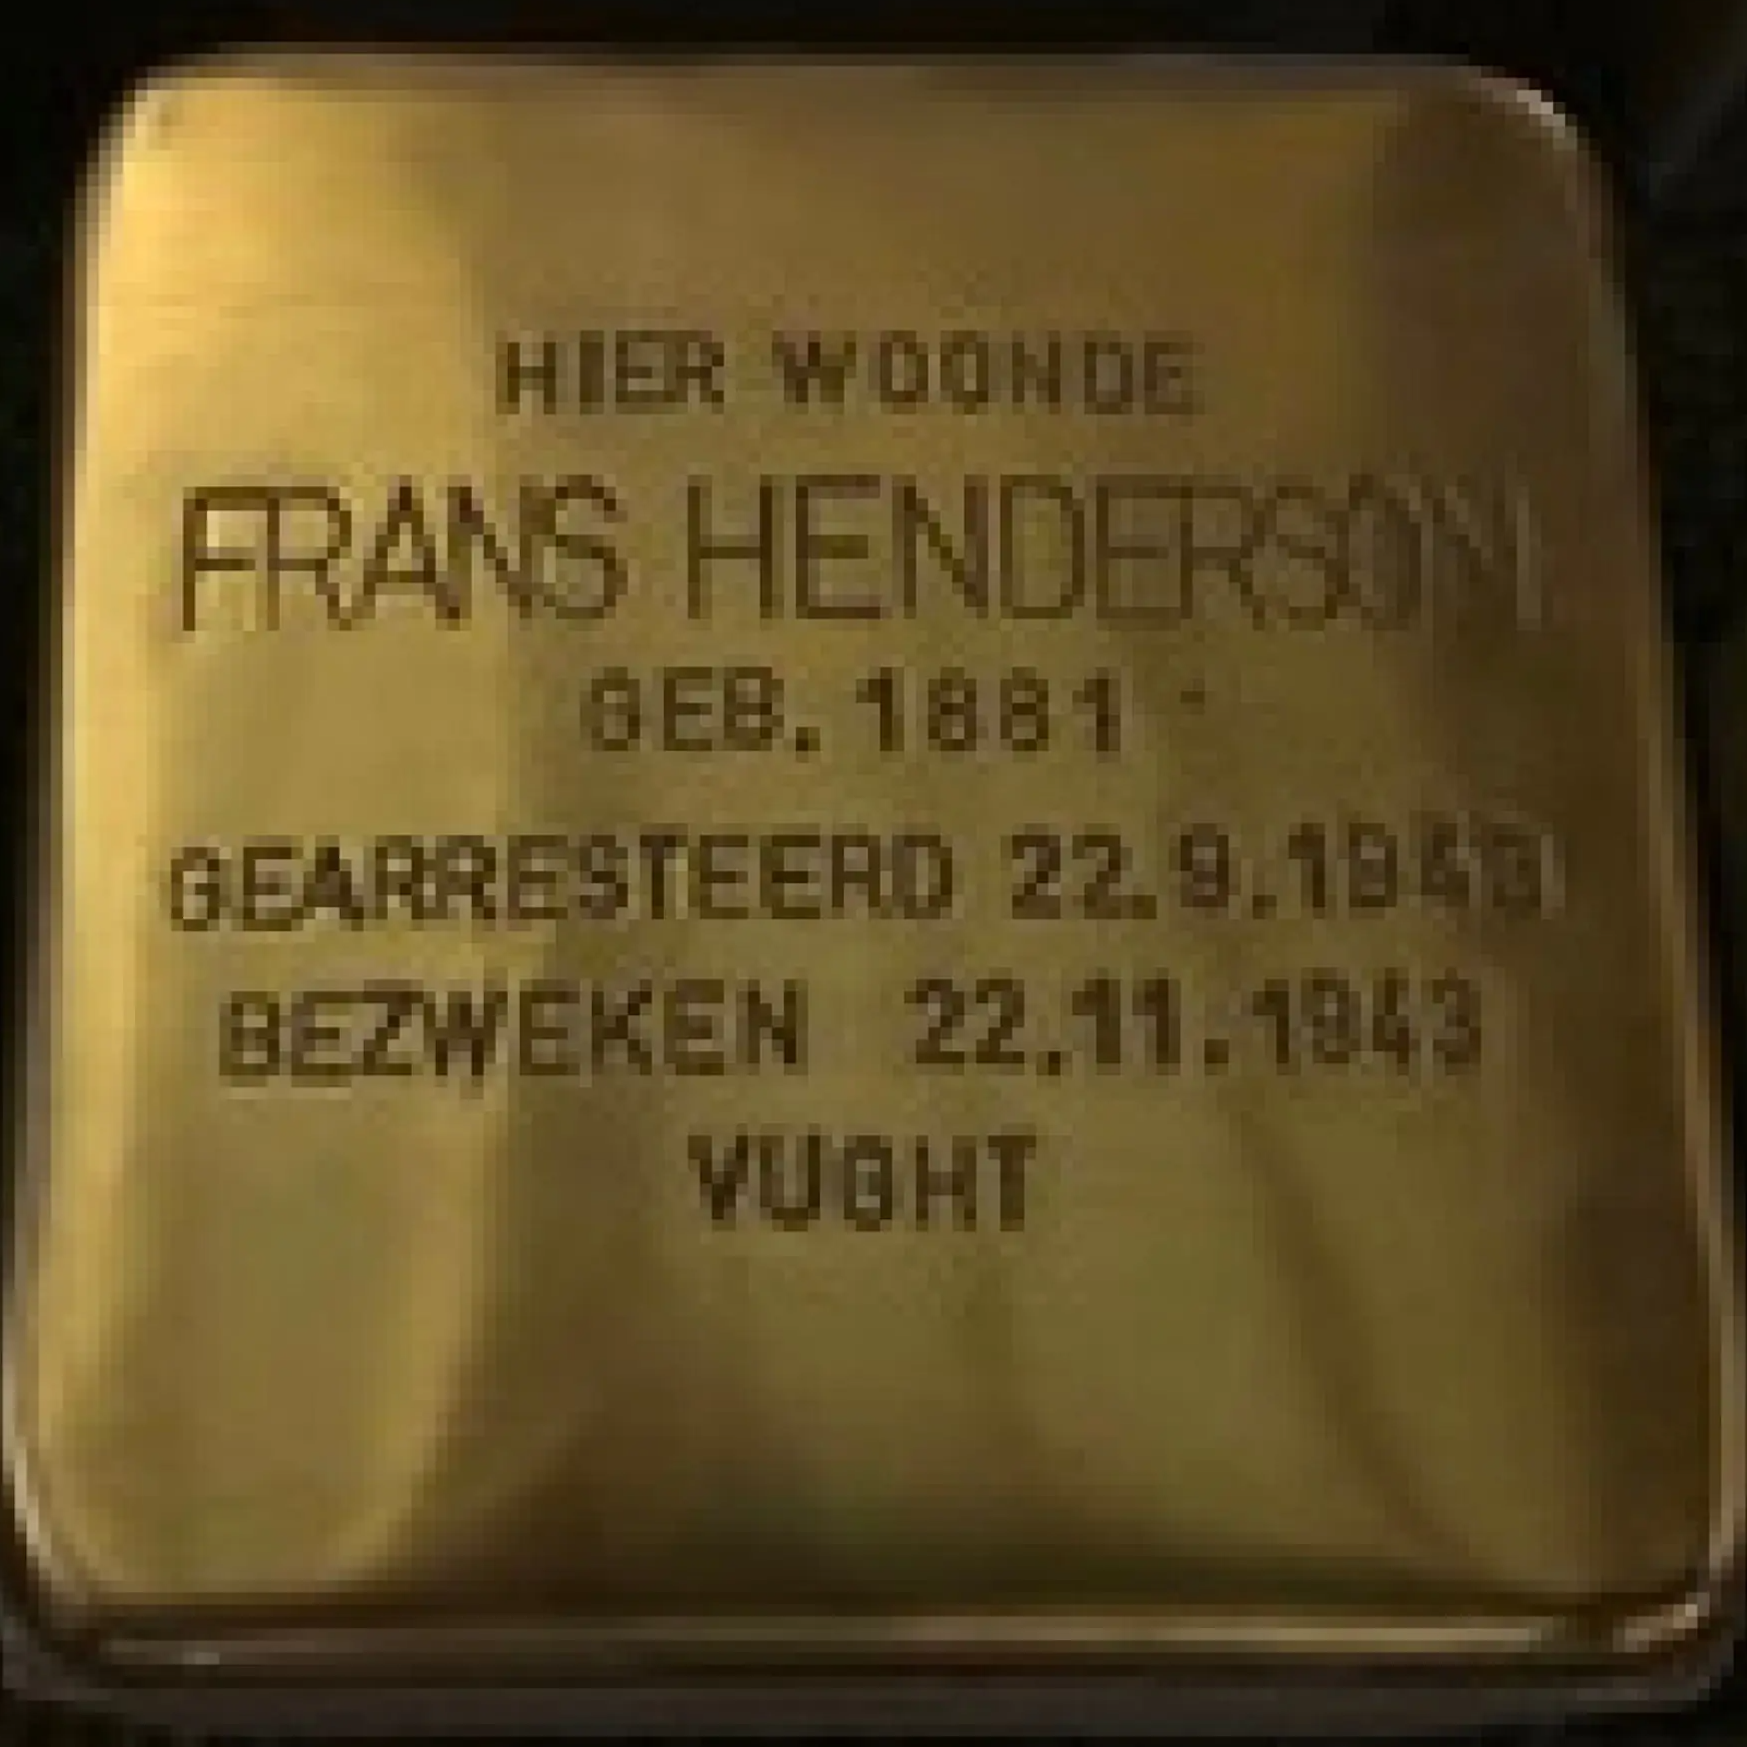 HIER WOONDE
FRANS HENDERSON
GEB. 1881
GEARRESTEERD 22.9.1943
BEZWEKEN 22.11.1943
VUGHT